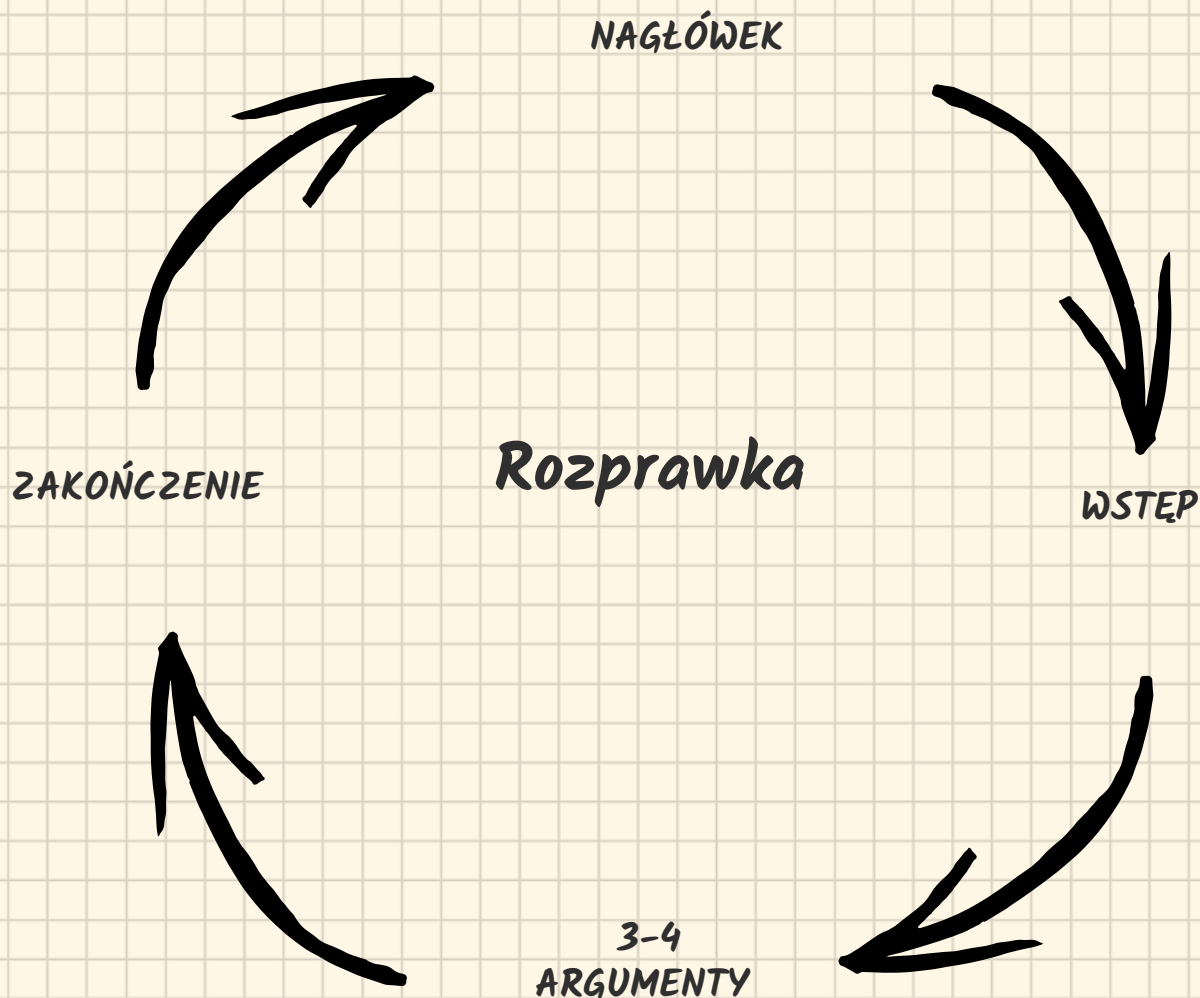 NAGŁÓWEK
Rozprawka
ZAKOŃCZENIE
WSTĘP
3-4
ARGUMENTY